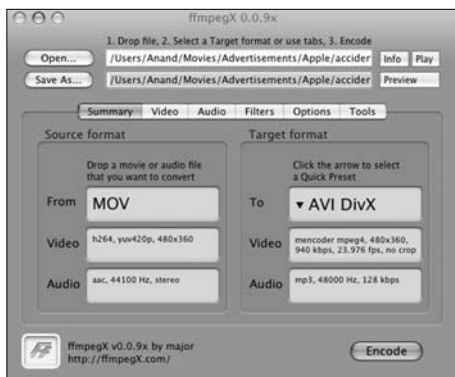 ffmpegX 0.0.9x
1. Drop file, 2. Select a Target format or use tabs, 3. Encode
Open... /Users/Anand/Movies/Advertisements/Apple/accider Info Play
Save As... /Users/Anand/Movies/Advertisements/Apple/accider Preview
Summary Video Audio Filters Options Tools
Source format
Target format
Drop a movie or audio file
that you want to convert
Click the arrow to select
a Quick Preset
From MOV
To AVI DivX
Video h264, yuv420p, 480x360
Video mencoder mpeg4, 480x360,
940 kbps, 23.976 fps, no crop
Audio aac, 44100 Hz, stereo
Audio mp3, 48000 Hz, 128 kbps
ffmpegX v0.0.9x by major
http://ffmpegX.com/
Encode